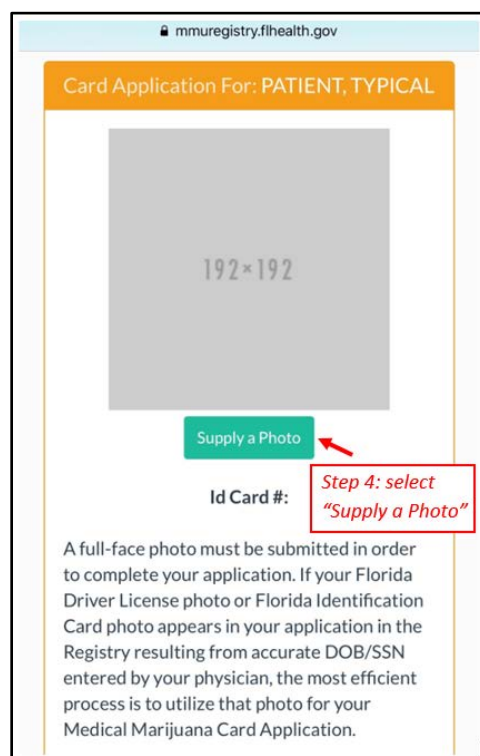 mmuregistry.flhealth.gov
Card Application For: PATIENT, TYPICAL
192×192
Supply a Photo
Step 4: select
"Supply a Photo"
Id Card #:
A full-face photo must be submitted in order
to complete your application. If your Florida
Driver License photo or Florida Identification
Card photo appears in your application in the
Registry resulting from accurate DOB/SSN
entered by your physician, the most efficient
process is to utilize that photo for your
Medical Marijuana Card Application.